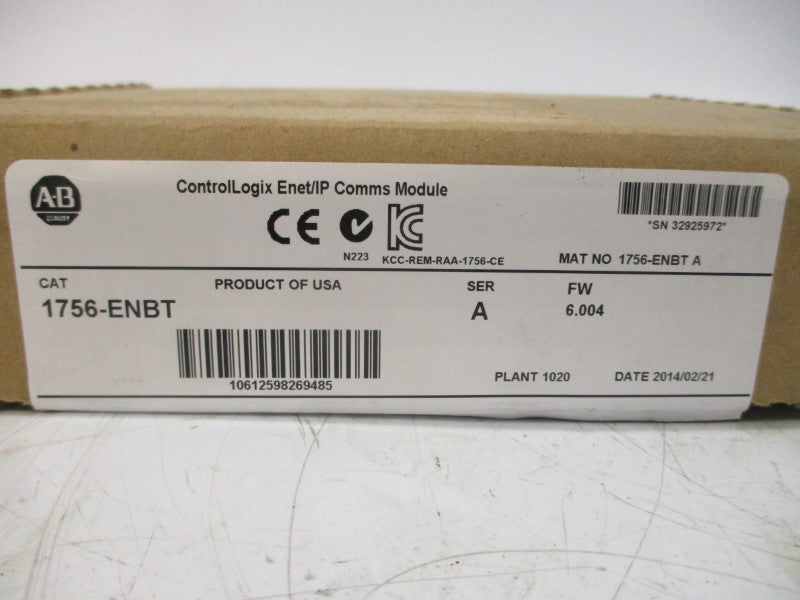 A-B
QUALITY
ControlLogix Enet/IP Comms Module
CE
N223 KCC-REM-RAA-1756-CE
*SN 32925972*
MAT NO 1756-ENBT A
CAT
1756-ENBT
PRODUCT OF USA
SER
A
FW
6.004
10612598269485
PLANT 1020
DATE 2014/02/21